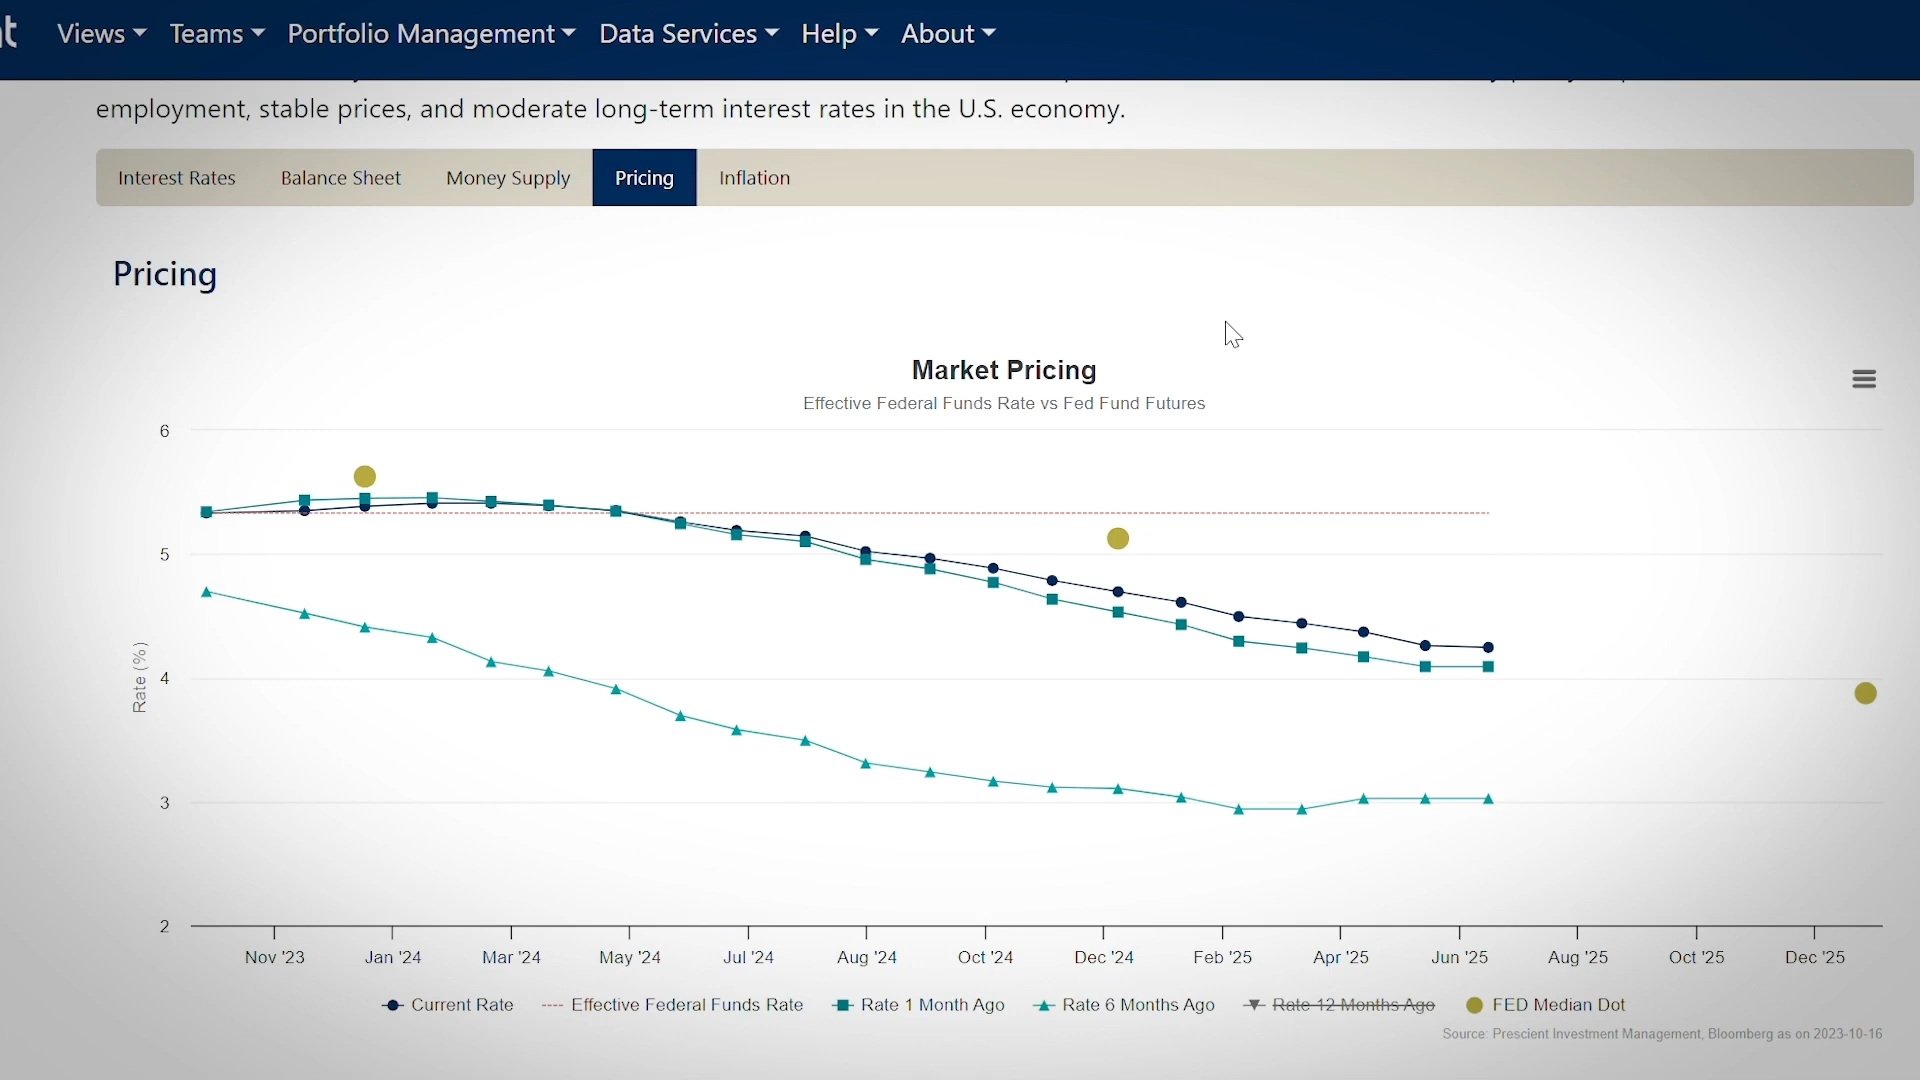 t Views Teams Portfolio Management Data Services Help About
employment, stable prices, and moderate long-term interest rates in the U.S. economy.
Interest Rates Balance Sheet Money Supply Pricing Inflation
Pricing
Market Pricing
Effective Federal Funds Rate vs Fed Fund Futures
6
5
4
3
2
Rate (%)
Nov '23 Jan '24 Mar '24 May '24 Jul '24 Aug '24 Oct '24 Dec '24 Feb '25 Apr '25 Jun '25 Aug '25 Oct '25 Dec '25
Current Rate Effective Federal Funds Rate Rate 1 Month Ago Rate 6 Months Ago Rate 12 Months Ago FED Median Dot
Source: Prescient Investment Management, Bloomberg as on 2023-10-16